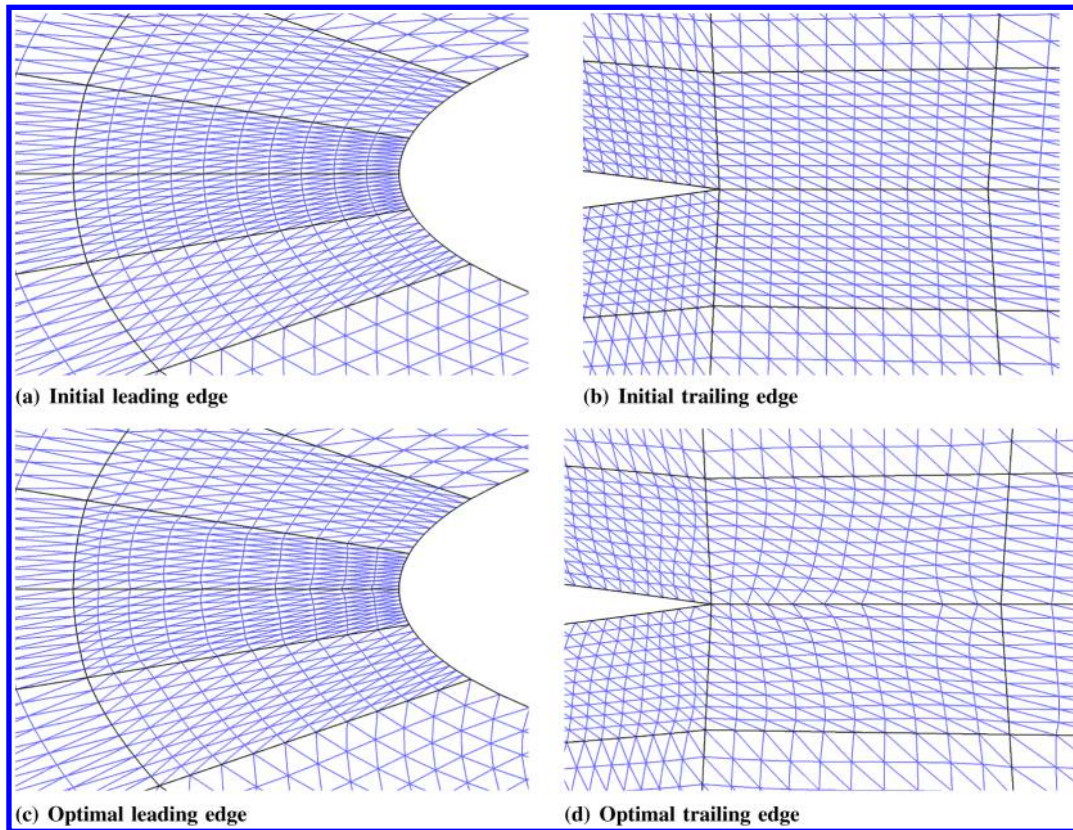 (a) Initial leading edge
(b) Initial trailing edge
(c) Optimal leading edge
(d) Optimal trailing edge